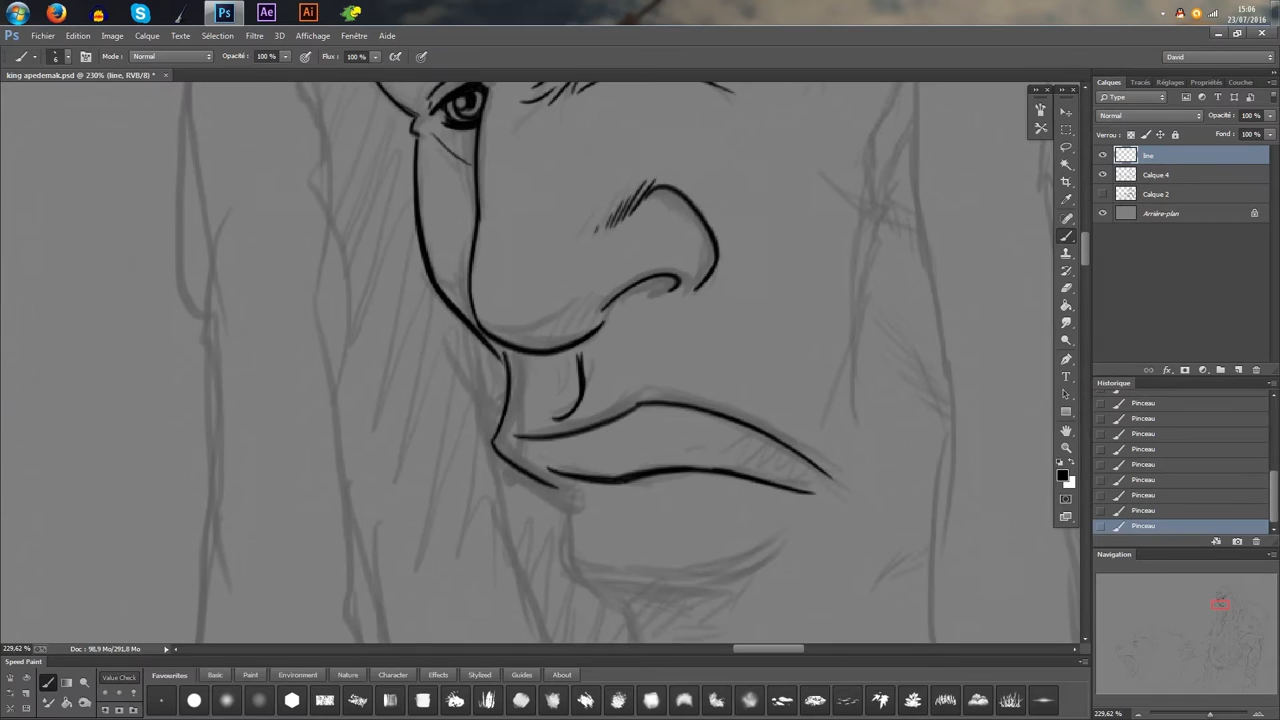 Ps
Ae
Ai
15:06
23/07/2016
Ps Fichier Edition Image Calque Texte Sélection Filtre 3D Affichage Fenêtre Aide
6 Mode : Normal Opacité : 100 % Flux : 100 % David
king apedemak.psd @ 230% (line, RVB/8) * ×
Calques Tracés Réglages Propriétés Couche
Type
Normal Opacité : 100 %
Verrou : Fond : 100 %
line
Calque 4
Calque 2
Arrière-plan
Historique
Pinceau
Pinceau
Pinceau
Pinceau
Pinceau
Pinceau
Pinceau
Pinceau
Pinceau
Navigation
229,62 % Doc : 98,9 Mo/291,8 Mo
Speed Paint
Value Check
Favourites Basic Paint Environment Nature Character Effects Stylized Guides About
229,62 %